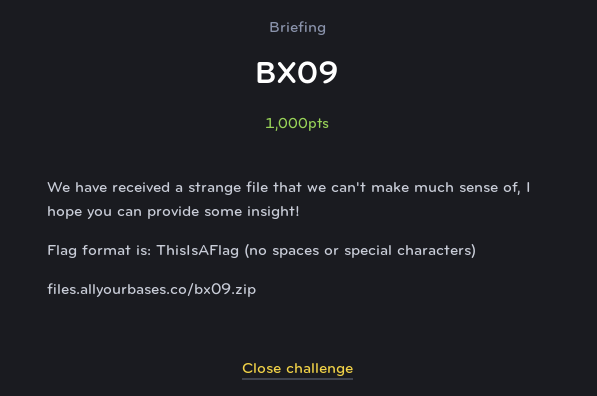 Briefing
BX09
1,000pts
We have received a strange file that we can't make much sense of, I
hope you can provide some insight!
Flag format is: ThisIsAFlag (no spaces or special characters)
files.allyourbases.co/bx09.zip
Close challenge